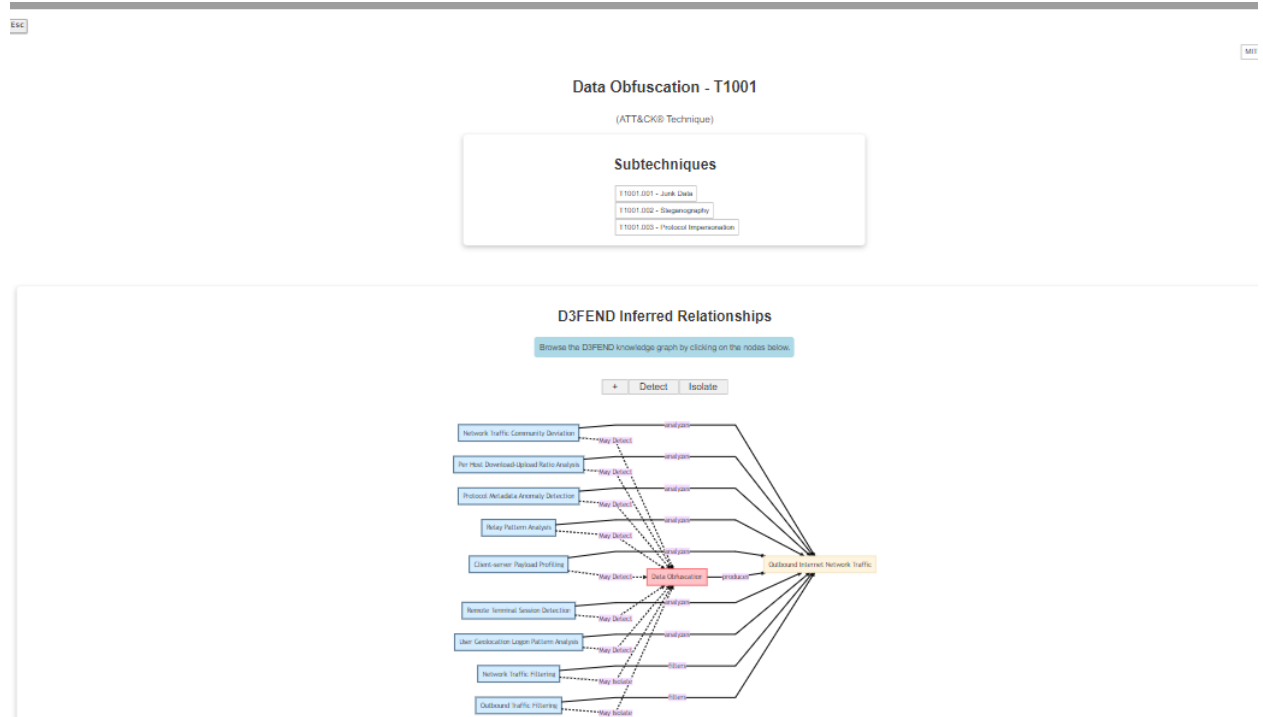 Esc
MIT
Data Obfuscation - T1001
(ATT&CK® Technique)
Subtechniques
T1001.001 - Junk Data
T1001.002 - Steganography
T1001.003 - Protocol Impersonation
D3FEND Inferred Relationships
Browse the D3FEND knowledge graph by clicking on the nodes below.
+ Detect Isolate
analyzes
Network Traffic Community Deviation
May Detect
analyzes
Per Host Download-Upload Ratio Analysis
May Detect
analyzes
Protocol Metadata Anomaly Detection
May Detect
analyzes
Relay Pattern Analysis
May Detect
analyzes
Client-server Payload Profiling
Outbound Internet Network Traffic
May Detect
Data Obfuscation
produces
analyzes
Remote Terminal Session Detection
May Detect
analyzes
User Geolocation Logon Pattern Analysis
May Detect
filters
Network Traffic Filtering
May Isolate
filters
Outbound Traffic Filtering
May Isolate